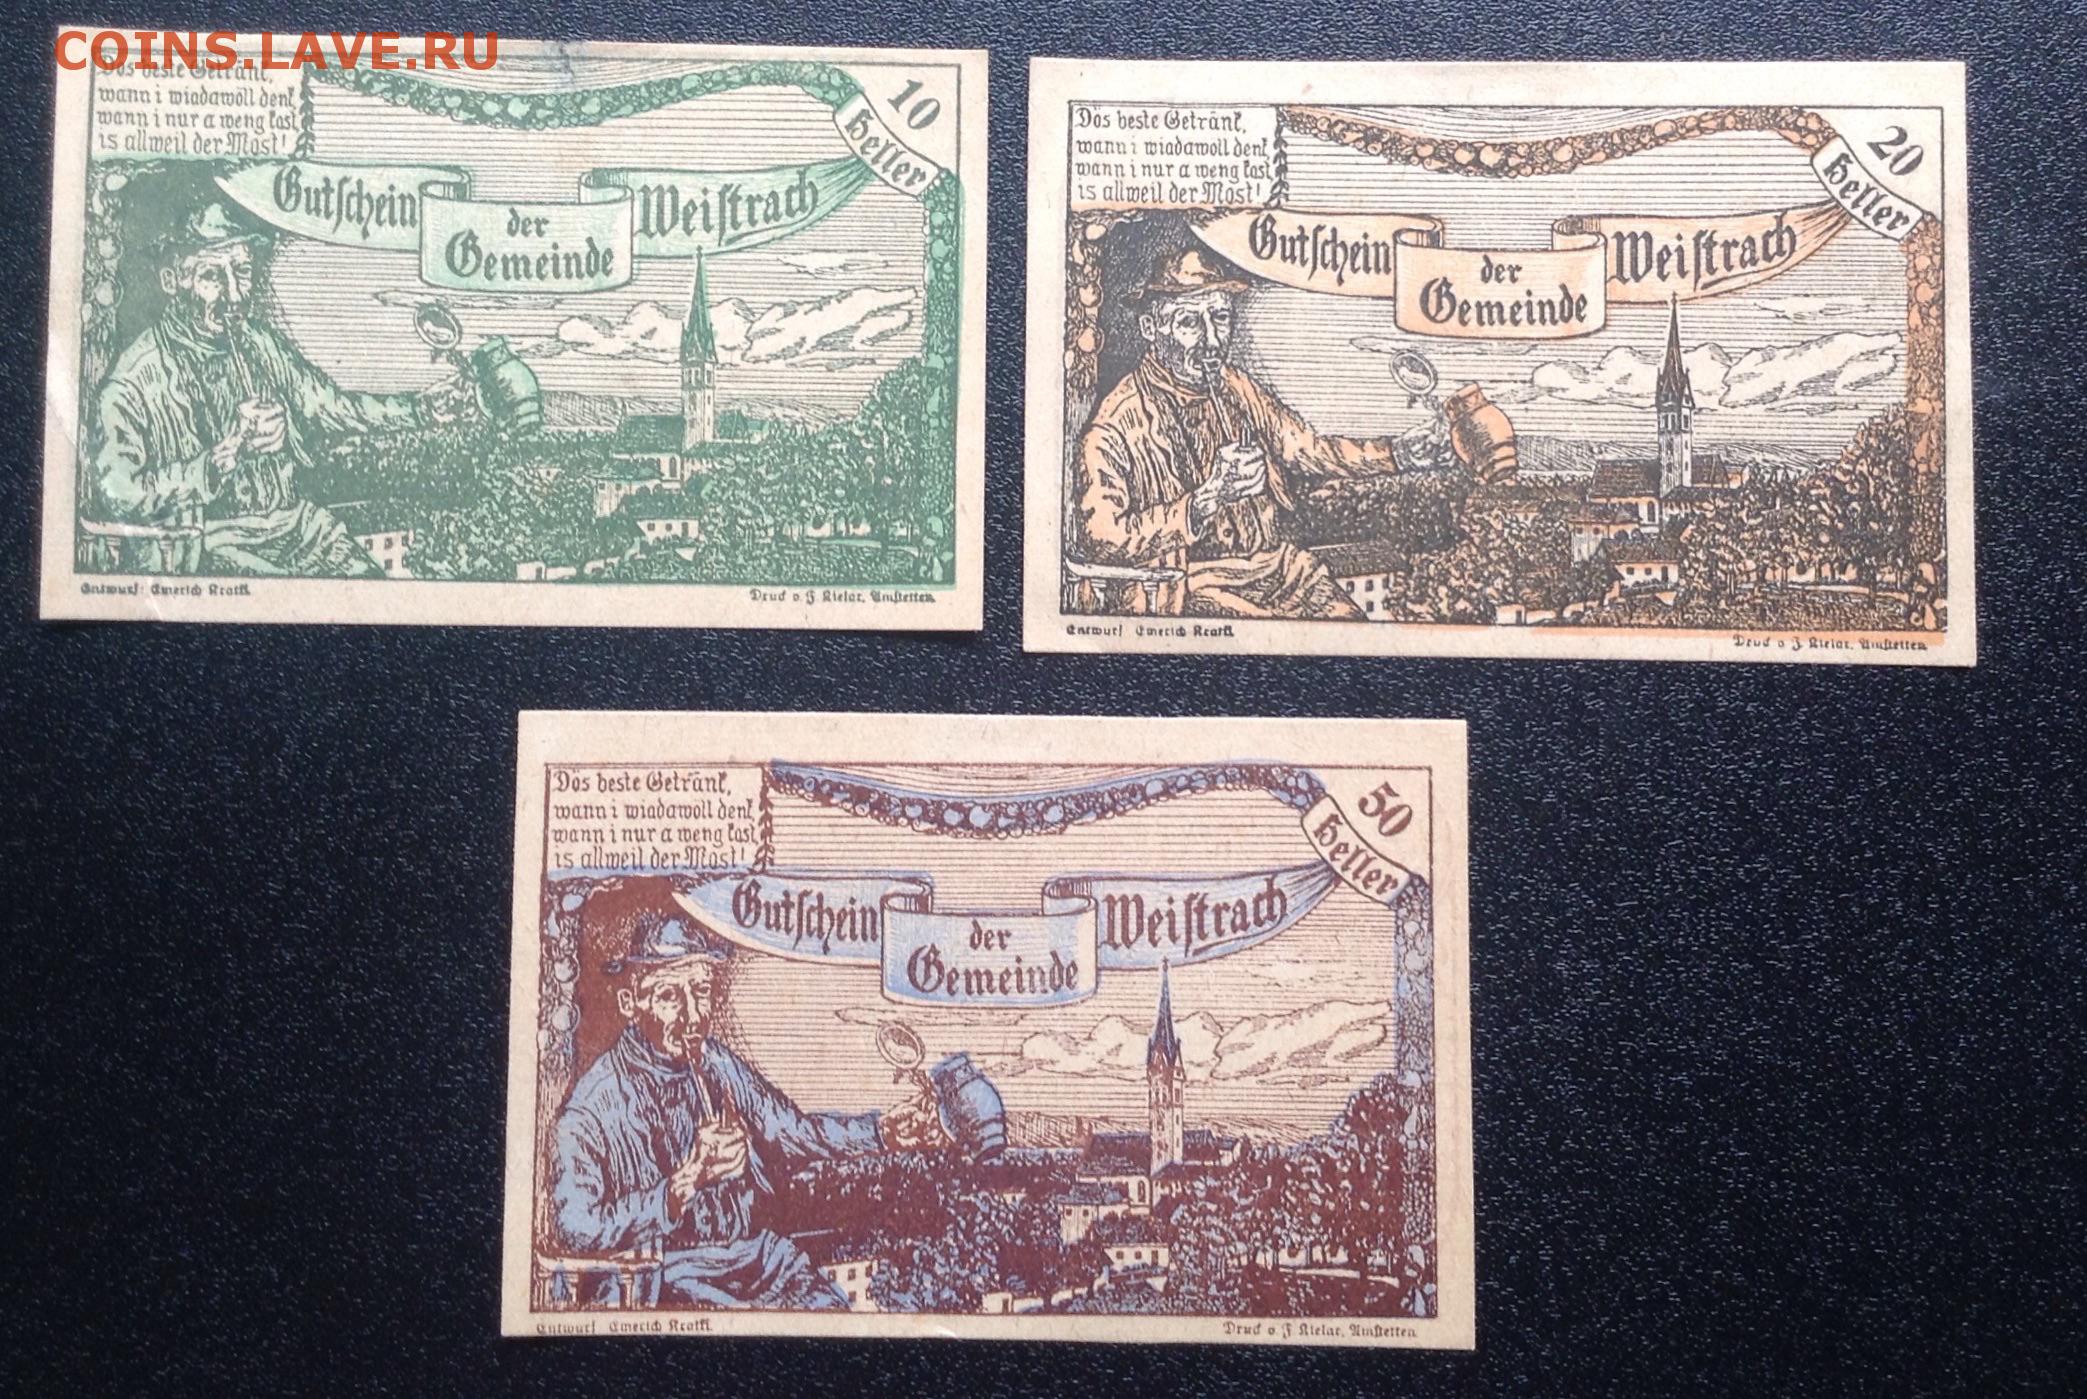 COINS.LAVE.RU
Dös beste Getränk,
wann i wiadawöll denk,
wann i nur a weng kost,
is allweil der Most!
10
Heller
Gutschein
der
Gemeinde
Weistrach
Entwurf: Emerich Kratkl
Druck v. J. Kielar, Amstetten
Dös beste Getränk,
wann i wiadawoll denk,
wann i nur a weng kost,
is allweil der Most!
20
Heller
Gutschein
der
Gemeinde
Weistrach
Entwurf Emerich Kratkl
Druck v. J. Kielar, Amstetten
Dös beste Getränk,
wann i wiadawoll denk,
wann i nur a weng kost,
is allweil der Most!
50
Heller
Gutschein
der
Gemeinde
Weistrach
Entwurf Emerich Kratkl.
Druck v. J. Kielar, Amstetten